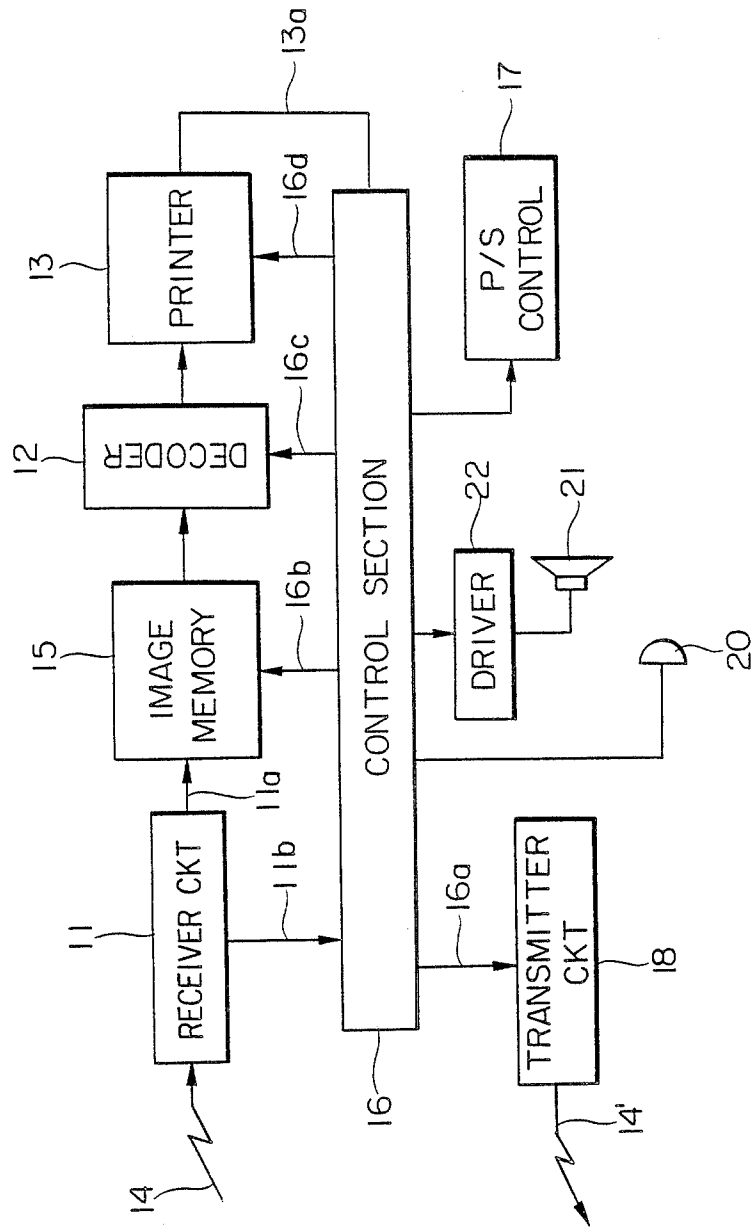 13a
13
PRINTER
16d
17
P/S
CONTROL
12
DECODER
16c
15
IMAGE
MEMORY
16b
CONTROL SECTION
22
DRIVER
21
20
11a
11
RECEIVER CKT
11b
16a
16
TRANSMITTER
CKT
18
14
14'